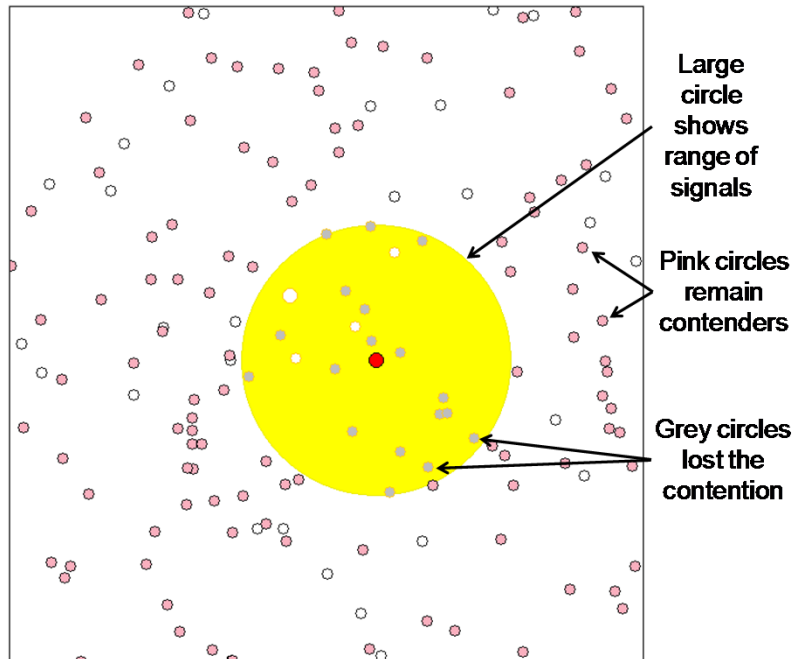 Large
circle
shows
range of
signals
Pink circles
remain
contenders
Grey circles
lost the
contention